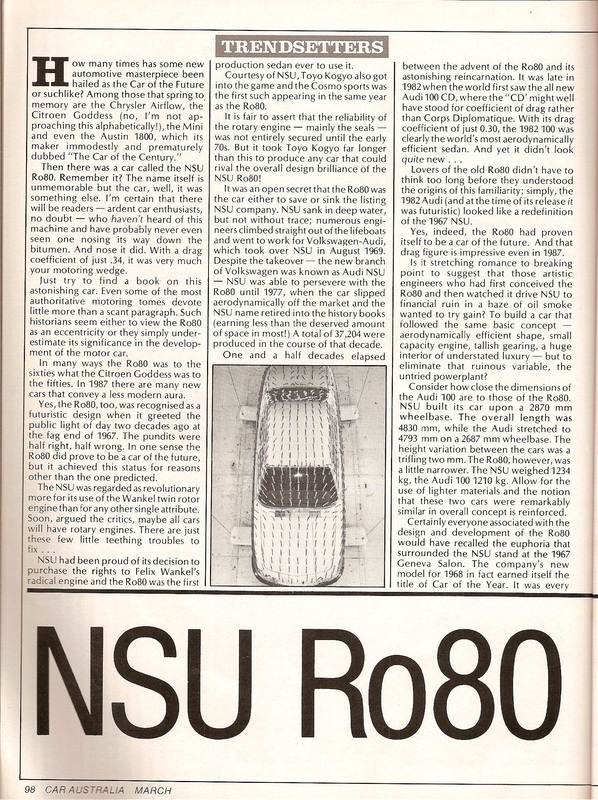 TRENDSETTERS
How many times has some new
automotive masterpiece been
hailed as the Car of the Future
or suchlike? Among those that spring to
memory are the Chrysler Airflow, the
Citroen Goddess (no, I'm not ap-
proaching this alphabetically!), the Mini
and even the Austin 1800, which its
maker immodestly and prematurely
dubbed "The Car of the Century."
Then there was a car called the NSU
Ro80. Remember it? The name itself is
unmemorable but the car, well, it was
something else. I'm certain that there
will be readers — ardent car enthusiasts,
no doubt — who haven't heard of this
machine and have probably never even
seen one nosing its way down the
bitumen. And nose it did. With a drag
coefficient of just .34, it was very much
your motoring wedge.
Just try to find a book on this
astonishing car. Even some of the most
authoritative motoring tomes devote
little more than a scant paragraph. Such
historians seem either to view the Ro80
as an eccentricity or they simply under-
estimate its significance in the develop-
ment of the motor car.
In many ways the Ro80 was to the
sixties what the Citroen Goddess was to
the fifties. In 1987 there are many new
cars that convey a less modern aura.
Yes, the Ro80, too, was recognised as a
futuristic design when it greeted the
public light of day two decades ago at
the fag end of 1967. The pundits were
half right, half wrong. In one sense the
Ro80 did prove to be a car of the future,
but it achieved this status for reasons
other than the one predicted.
The NSU was regarded as revolutionary
more for its use of the Wankel twin rotor
engine than for any other single attribute.
Soon, argued the critics, maybe all cars
will have rotary engines. There are just
these few little teething troubles to
fix . . .
NSU had been proud of its decision to
purchase the rights to Felix Wankel's
radical engine and the Ro80 was the first
production sedan ever to use it.
Courtesy of NSU, Toyo Kogyo also got
into the game and the Cosmo sports was
the first such appearing in the same year
as the Ro80.
It is fair to assert that the reliability of
the rotary engine — mainly the seals —
was not entirely secured until the early
70s. But it took Toyo Kogyo far longer
than this to produce any car that could
rival the overall design brilliance of the
NSU Ro80!
It was an open secret that the Ro80 was
the car either to save or sink the listing
NSU company. NSU sank in deep water,
but not without trace; numerous engi-
neers climbed straight out of the lifeboats
and went to work for Volkswagen-Audi,
which took over NSU in August 1969.
Despite the takeover — the new branch
of Volkswagen was known as Audi NSU
— NSU was able to persevere with the
Ro80 until 1977, when the car slipped
aerodynamically off the market and the
NSU name retired into the history books
(earning less than the deserved amount
of space in most!) A total of 37,204 were
produced in the course of that decade.
One and a half decades elapsed
between the advent of the Ro80 and its
astonishing reincarnation. It was late in
1982 when the world first saw the all new
Audi 100 CD, where the "CD' might well
have stood for coefficient of drag rather
than Corps Diplomatique. With its drag
coefficient of just 0.30, the 1982 100 was
clearly the world's most aerodynamically
efficient sedan. And yet it didn't look
quite new . . .
Lovers of the old Ro80 didn't have to
think too long before they understood
the origins of this familiarity; simply, the
1982 Audi (and at the time of its release it
was futuristic) looked like a redefinition
of the 1967 NSU.
Yes, indeed, the Ro80 had proven
itself to be a car of the future. And that
drag figure is impressive even in 1987.
Is it stretching romance to breaking
point to suggest that those artistic
engineers who had first conceived the
Ro80 and then watched it drive NSU to
financial ruin in a haze of oil smoke
wanted to try gain? To build a car that
followed the same basic concept —
aerodynamically efficient shape, small
capacity engine, tallish gearing, a huge
interior of understated luxury — but to
eliminate that ruinous variable, the
untried powerplant?
Consider how close the dimensions of
the Audi 100 are to those of the Ro80.
NSU built its car upon a 2870 mm
wheelbase. The overall length was
4830 mm, while the Audi stretched to
4793 mm on a 2687 mm wheelbase. The
height variation between the cars was a
trifling two mm. The Ro80, however, was
a little narrower. The NSU weighed 1234
kg, the Audi 100 1210 kg. Allow for the
use of lighter materials and the notion
that these two cars were remarkably
similar in overall concept is reinforced.
Certainly everyone associated with the
design and development of the Ro80
would have recalled the euphoria that
surrounded the NSU stand at the 1967
Geneva Salon. The company's new
model for 1968 in fact earned itself the
title of Car of the Year. It was every
NSU Ro80
98 CAR AUSTRALIA MARCH